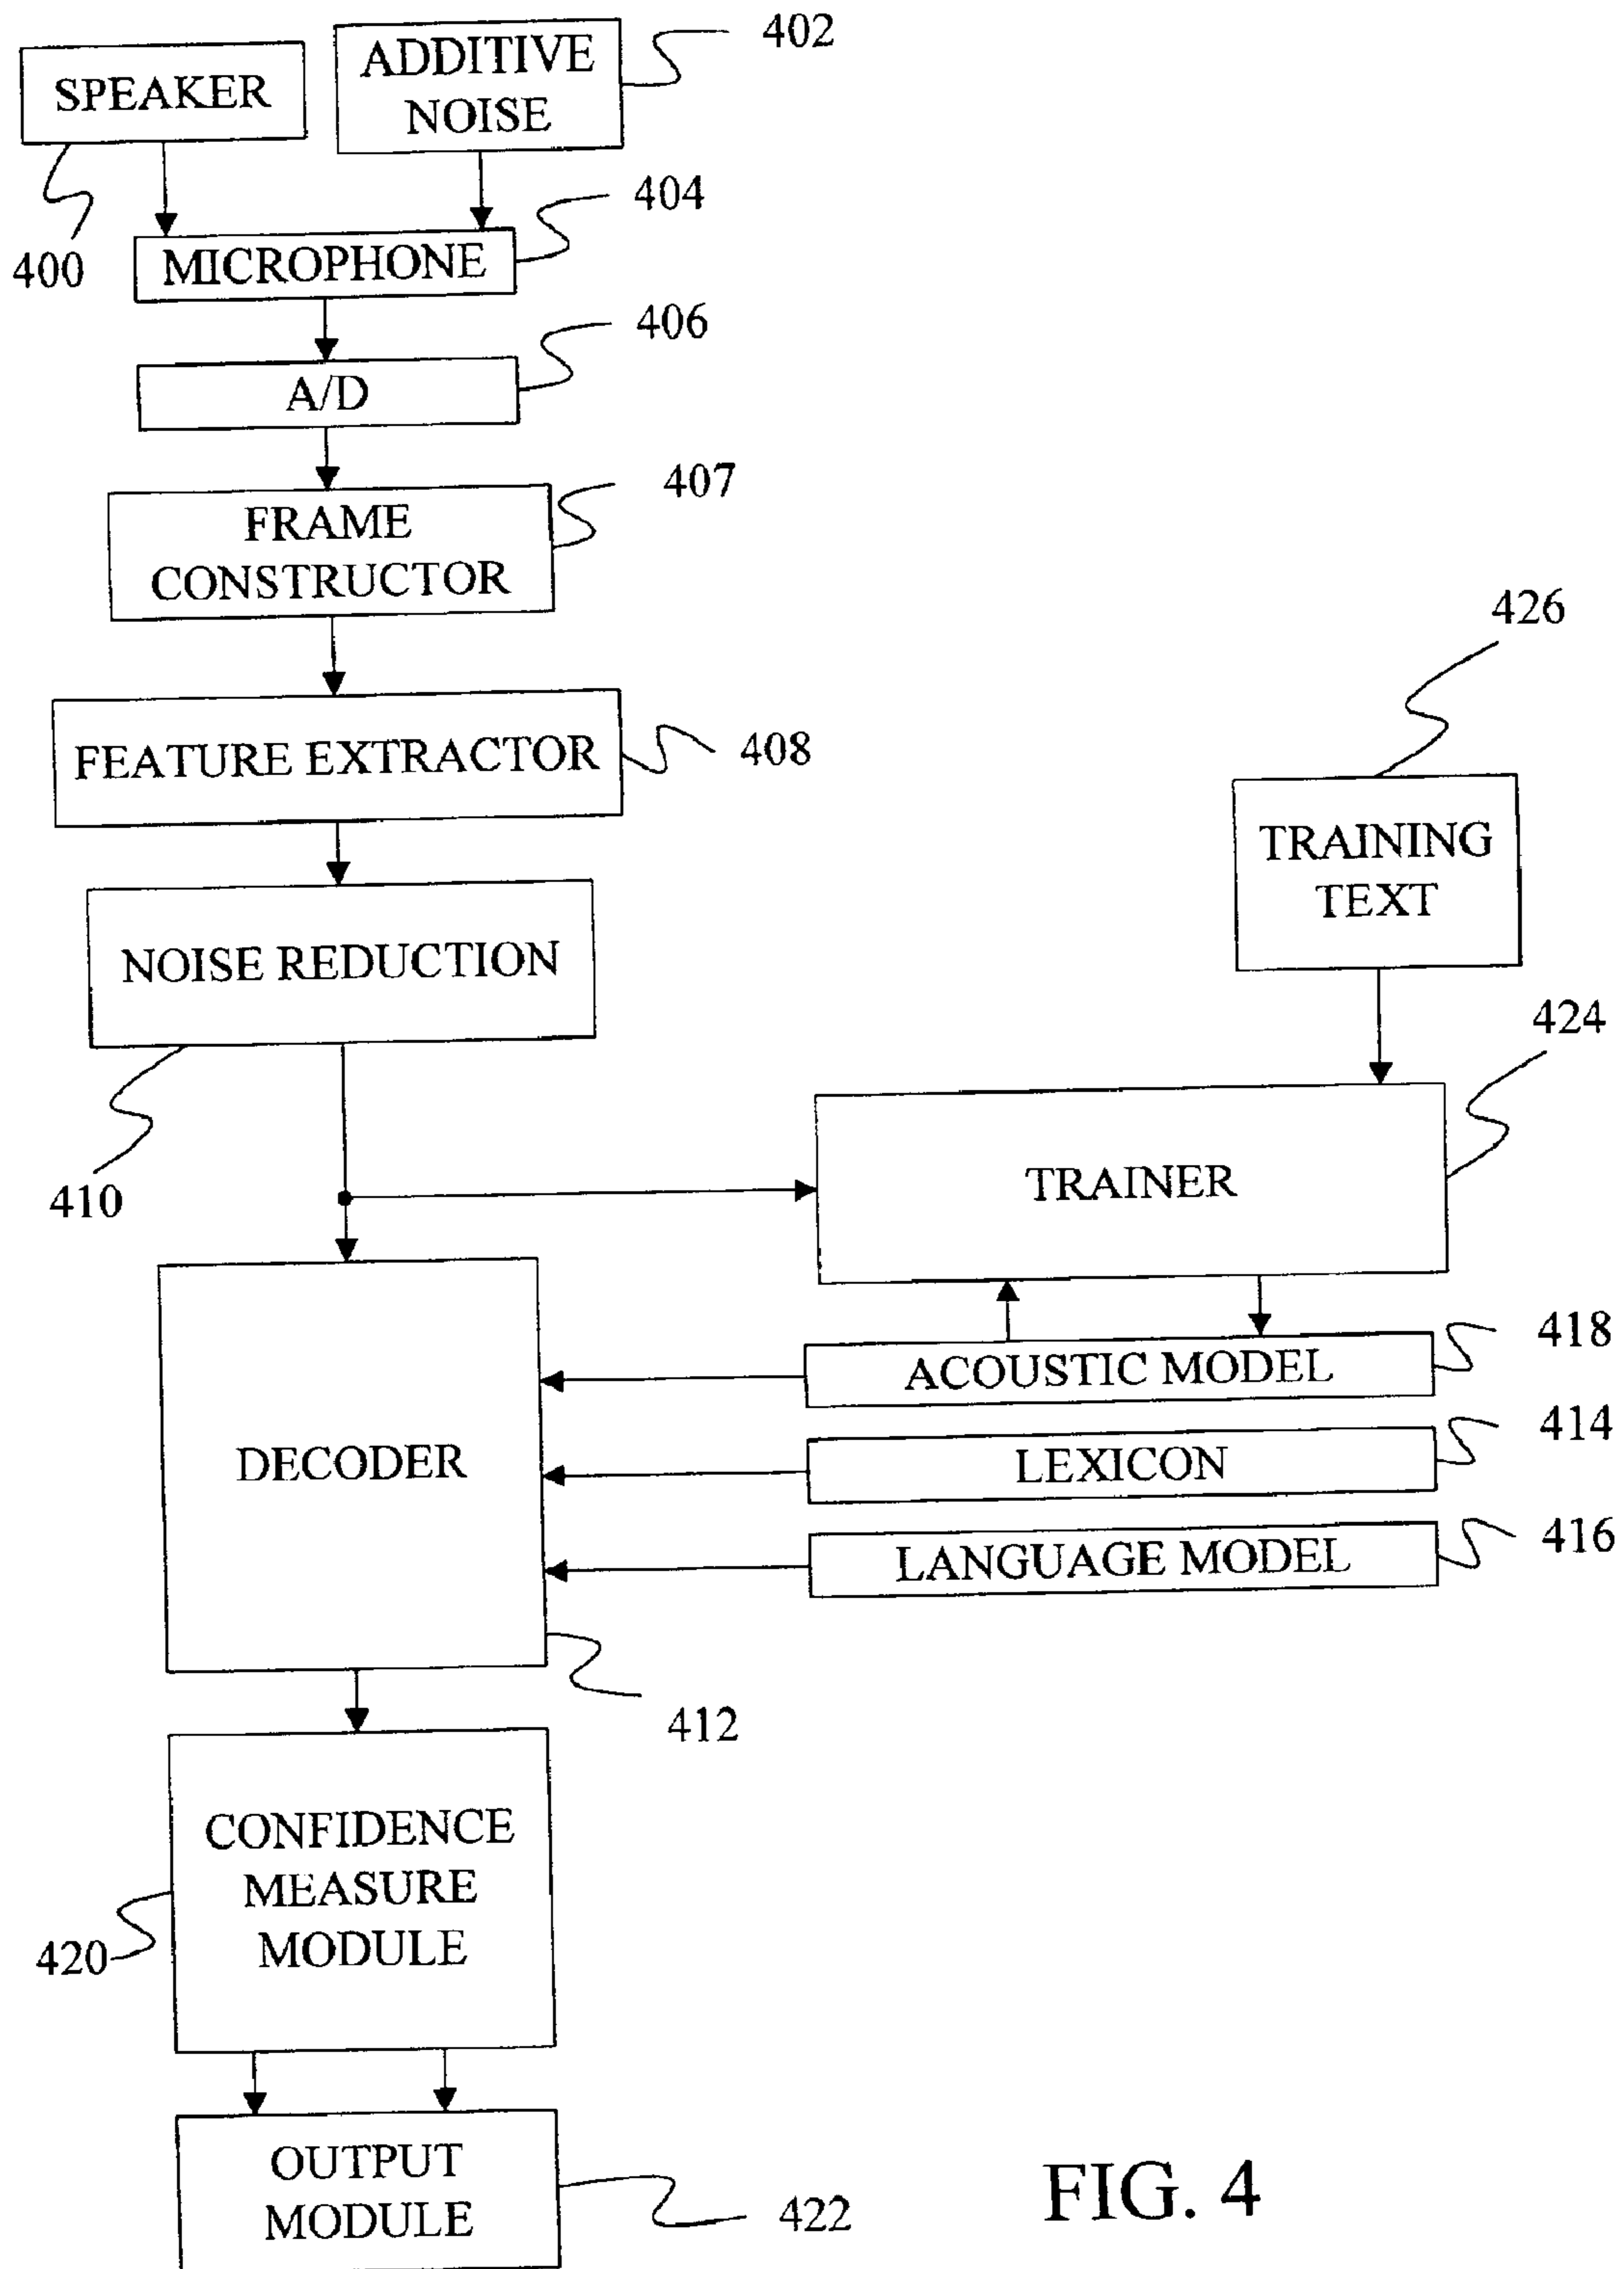 402
ADDITIVE
NOISE
SPEAKER
404
400
MICROPHONE
406
A/D
407
FRAME
CONSTRUCTOR
426
408
FEATURE EXTRACTOR
TRAINING
TEXT
NOISE REDUCTION
424
410
TRAINER
418
ACOUSTIC MODEL
414
DECODER
LEXICON
416
LANGUAGE MODEL
412
CONFIDENCE
MEASURE
MODULE
420
OUTPUT
MODULE
422
FIG. 4